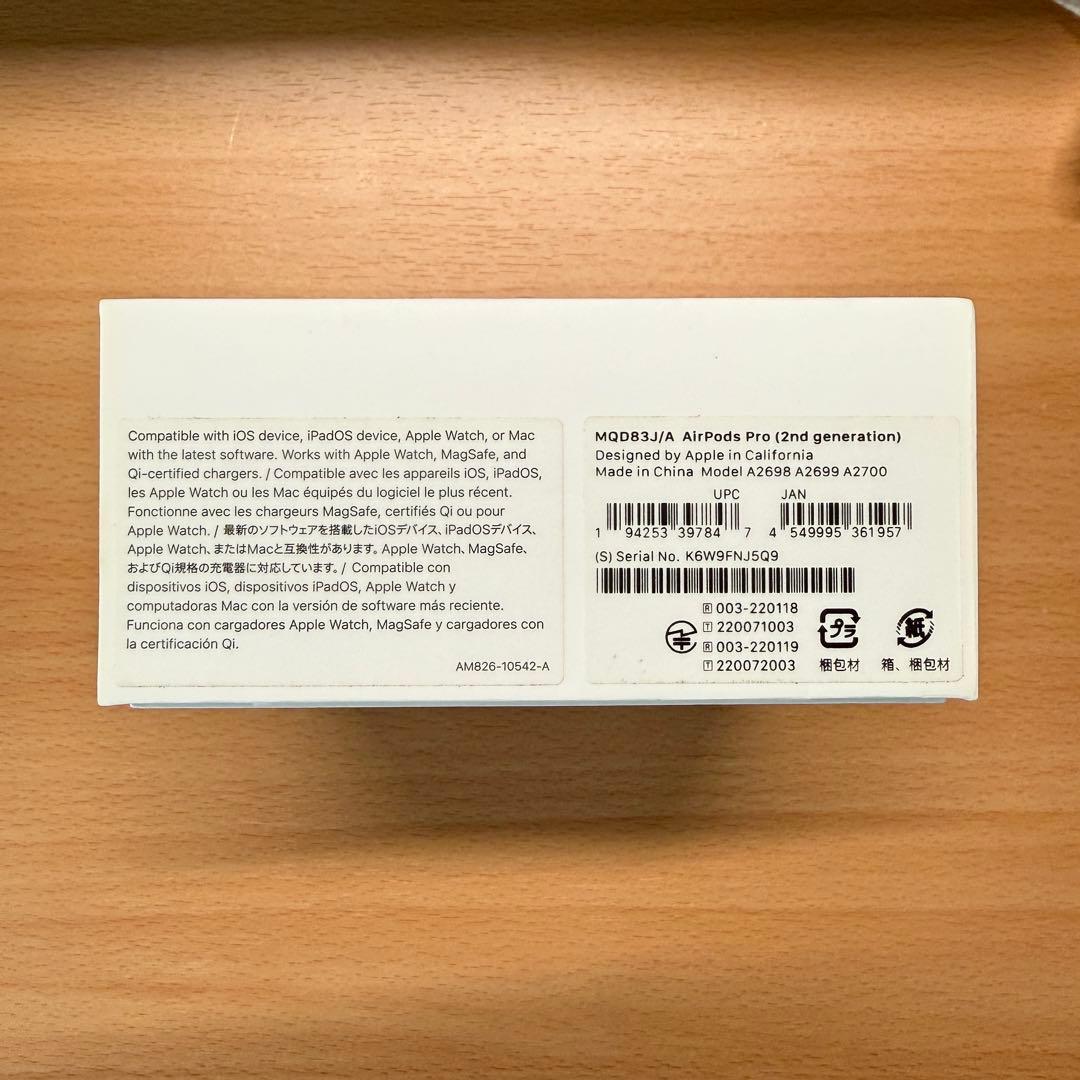 Compatible with iOS device, iPadOS device, Apple Watch, or Mac
with the latest software. Works with Apple Watch, MagSafe, and
Qi-certified chargers. / Compatible avec les appareils iOS, iPadOS,
les Apple Watch ou les Mac équipés du logiciel le plus récent.
Fonctionne avec les chargeurs MagSafe, certifiés Qi ou pour
Apple Watch. / 最新のソフトウェアを搭載したiOSデバイス、iPadOSデバイス、
Apple Watch、またはMacと互換性があります。Apple Watch、MagSafe、
およびQi規格の充電器に対応しています。/ Compatible con
dispositivos iOS, dispositivos iPadOS, Apple Watch y
computadoras Mac con la versión de software más reciente.
Funciona con cargadores Apple Watch, MagSafe y cargadores con
la certificación Qi.
AM826-10542-A
MQD83J/A AirPods Pro (2nd generation)
Designed by Apple in California
Made in China Model A2698 A2699 A2700
UPC JAN
1 94253 39784 7 4 549995 361957
(S) Serial No. K6W9FNJ5Q9
R 003-220118
T 220071003
R 003-220119
T 220072003
プラ
梱包材
紙
箱、梱包材